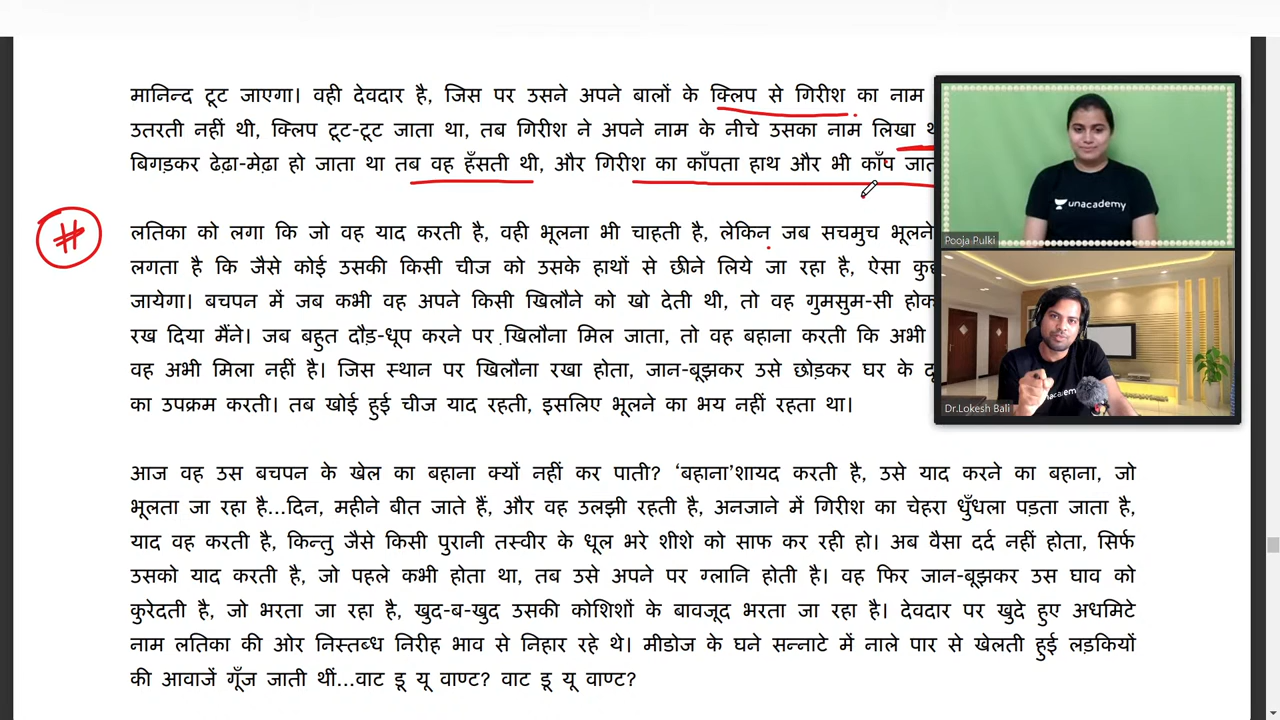 मानिन्द टूट जाएगा। वही देवदार है, जिस पर उसने अपने बालों के क्लिप से गिरीश का नाम
उतरती नहीं थी, क्लिप टूट-टूट जाता था, तब गिरीश ने अपने नाम के नीचे उसका नाम लिखा
बिगड़कर ढेढ़ा-मेढ़ा हो जाता था तब वह हँसती थी, और गिरीश का काँपता हाथ और भी काँप
#
लतिका को लगा कि जो वह याद करती है, वही भूलना भी चाहती है, लेकिन जब सचमुच भूलने
लगता है कि जैसे कोई उसकी किसी चीज को उसके हाथों से छीने लिये जा रहा है, ऐसा
जायेगा। बचपन में जब कभी वह अपने किसी खिलौने को खो देती थी, तो वह गुमसुम-सी
रख दिया मैंने। जब बहुत दौड़-धूप करने पर खिलौना मिल जाता, तो वह बहाना करती कि अभी
वह अभी मिला नहीं है। जिस स्थान पर खिलौना रखा होता, जान-बूझकर उसे छोड़कर घर के
का उपक्रम करती। तब खोई हुई चीज याद रहती, इसलिए भूलने का भय नहीं रहता था।
आज वह उस बचपन के खेल का बहाना क्यों नहीं कर पाती? ‘बहाना’शायद करती है, उसे याद करने का बहाना, जो
भूलता जा रहा है...दिन, महीने बीत जाते हैं, और वह उलझी रहती है, अनजाने में गिरीश का चेहरा धुँधला पड़ता जाता है,
याद वह करती है, किन्तु जैसे किसी पुरानी तस्वीर के धूल भरे शीशे को साफ कर रही हो। अब वैसा दर्द नहीं होता, सिर्फ
उसको याद करती है, जो पहले कभी होता था, तब उसे अपने पर ग्लानि होती है। वह फिर जान-बूझकर उस घाव को
कुरेदती है, जो भरता जा रहा है, खुद-ब-खुद उसकी कोशिशों के बावजूद भरता जा रहा है। देवदार पर खुदे हुए अधमिटे
नाम लतिका की ओर निस्तब्ध निरीह भाव से निहार रहे थे। मीडोज के घने सन्नाटे में नाले पार से खेलती हुई लड़कियों
की आवाजें गूँज जाती थीं...वाट डू यू वाण्ट? वाट डू यू वाण्ट?
unacademy
Pooja Pulki
unacademy
Dr.Lokesh Bali